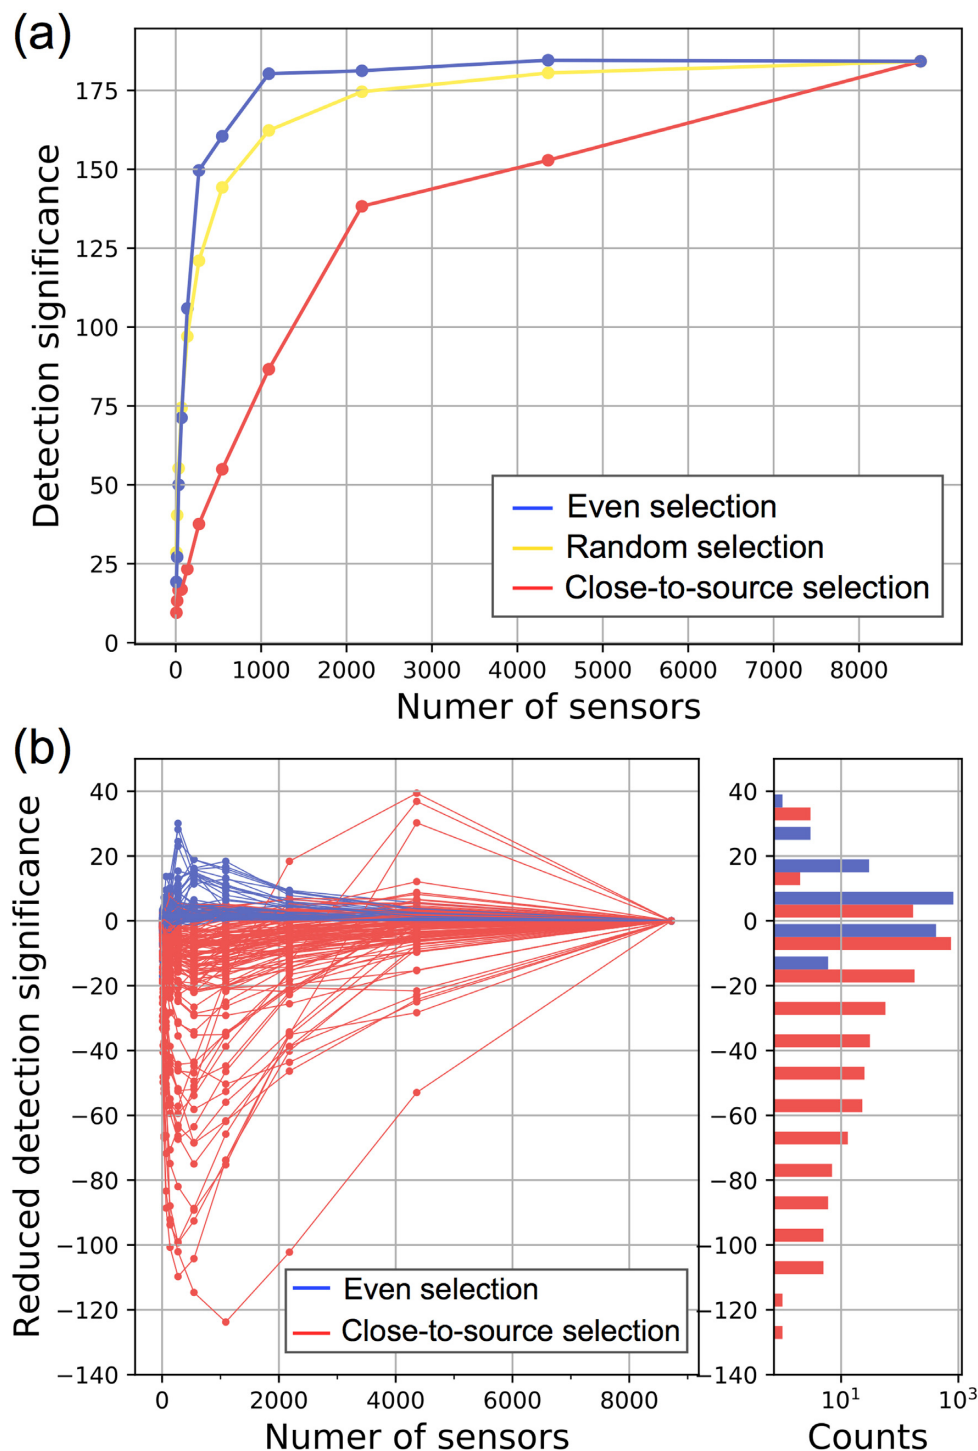 (a)
Detection significance
175
150
125
100
75
50
25
0
Even selection
Random selection
Close-to-source selection
0 1000 2000 3000 4000 5000 6000 7000 8000
Numer of sensors
(b)
Reduced detection significance
40
20
0
−20
−40
−60
−80
−100
−120
−140
Even selection
Close-to-source selection
0 2000 4000 6000 8000
Numer of sensors
40
20
0
−20
−40
−60
−80
−100
−120
−140
10¹ 10³
Counts